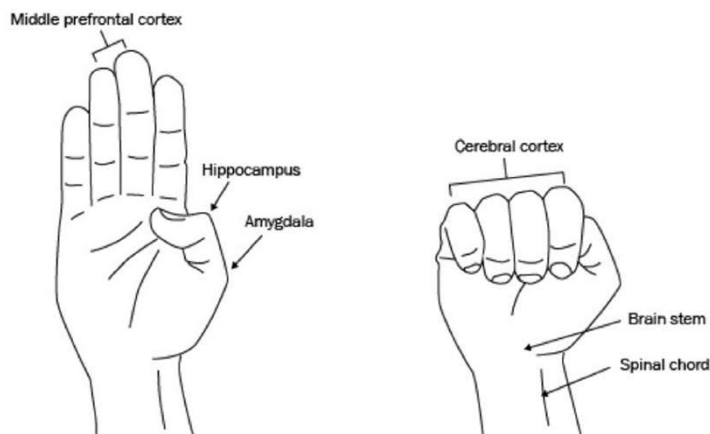 Middle prefrontal cortex
Hippocampus
Amygdala
Cerebral cortex
Brain stem
Spinal chord